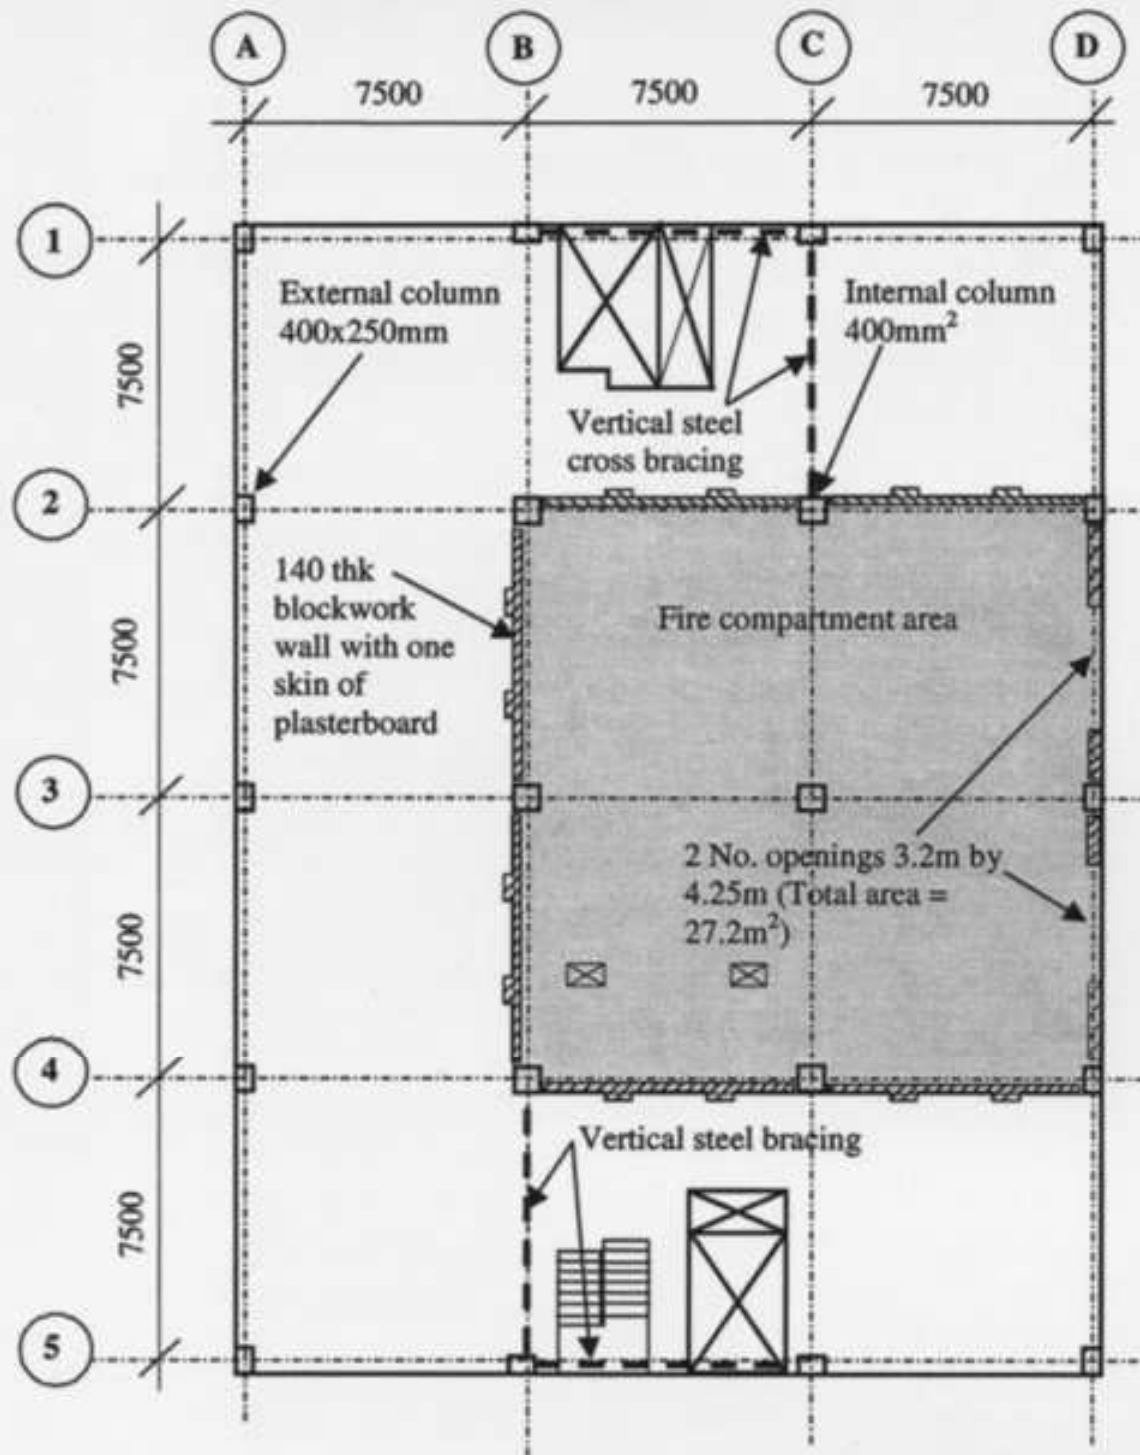 A
B
C
D
7500
7500
7500
1
External column
400x250mm
Internal column
400mm²
7500
Vertical steel
cross bracing
2
140 thk
blockwork
wall with one
skin of
plasterboard
Fire compartment area
7500
3
2 No. openings 3.2m by
4.25m (Total area =
27.2m²)
7500
4
Vertical steel bracing
7500
5